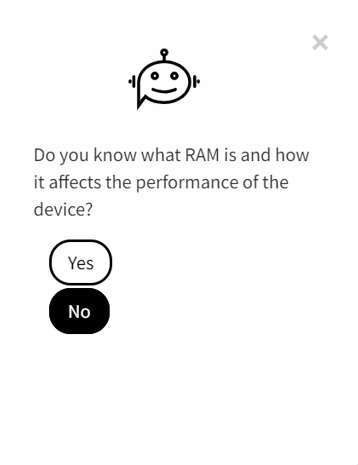 Do you know what RAM is and how
it affects the performance of the
device?
Yes
No